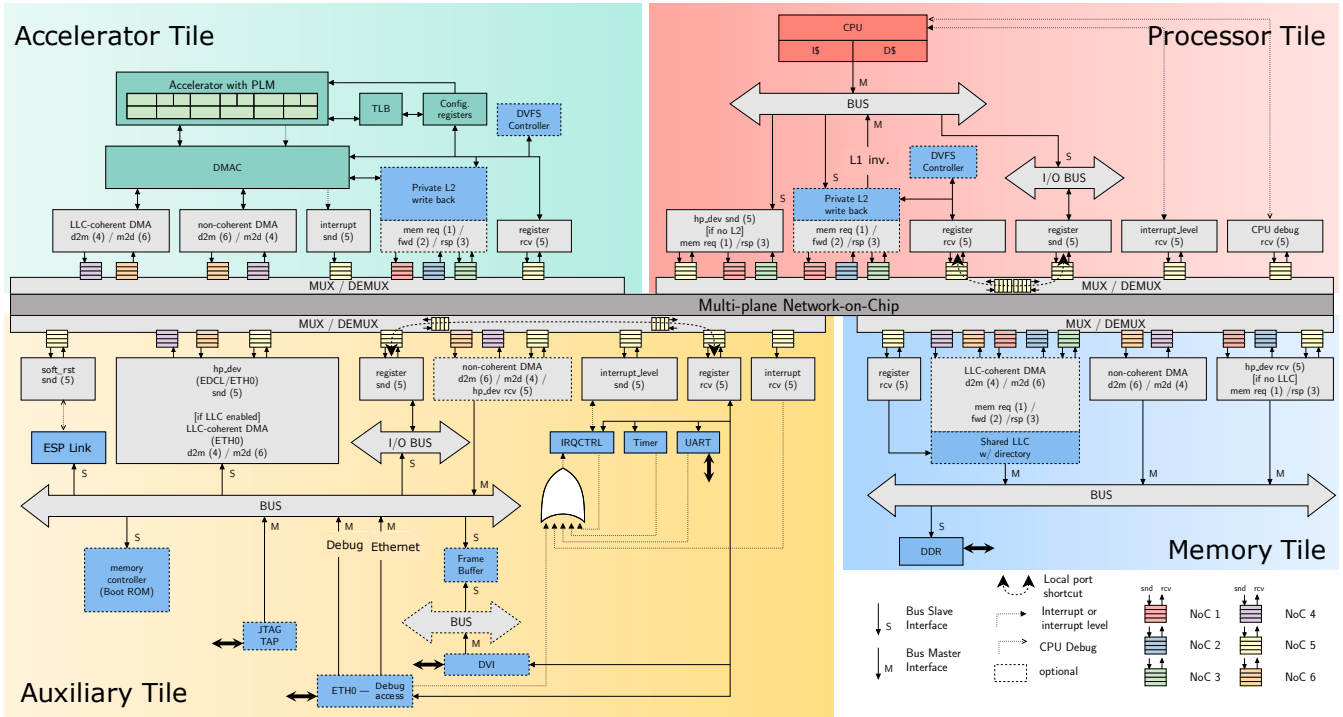 Accelerator Tile
Accelerator with PLM
TLB
Config.
registers
DVFS
Controller
DMAC
Private L2
write back
LLC-coherent DMA
d2m (4) / m2d (6)
non-coherent DMA
d2m (6) / m2d (4)
interrupt
snd (5)
mem req (1) /
fwd (2) / rsp (3)
register
rcv (5)
MUX / DEMUX
Processor Tile
CPU
I$
D$
M
BUS
M
L1 inv.
S
S
S
DVFS
Controller
I/O BUS
Private L2
write back
hp_dev snd (5)
[if no L2]
mem req (1) /rsp (3)
mem req (1) /
fwd (2) /rsp (3)
register
rcv (5)
register
snd (5)
interrupt_level
rcv (5)
CPU debug
rcv (5)
MUX / DEMUX
Multi-plane Network-on-Chip
MUX / DEMUX
soft_rst
snd (5)
hp_dev
(EDCL/ETH0)
snd (5)
[if LLC enabled]
LLC-coherent DMA
(ETH0)
d2m (4) / m2d (6)
register
snd (5)
non-coherent DMA
d2m (6) / m2d (4) /
hp_dev rcv (5)
interrupt_level
snd (5)
register
rcv (5)
interrupt
rcv (5)
ESP Link
I/O BUS
IRQCTRL
Timer
UART
S
S
S
M
BUS
S
M
M
M
S
Debug
Ethernet
memory
controller
(Boot ROM)
Frame
Buffer
S
BUS
M
JTAG
TAP
DVI
ETH0 — Debug
access
Auxiliary Tile
MUX / DEMUX
register
rcv (5)
LLC-coherent DMA
d2m (4) / m2d (6)
mem req (1) /
fwd (2) /rsp (3)
Shared LLC
w/ directory
non-coherent DMA
d2m (6) / m2d (4)
hp_dev rcv (5)
[if no LLC]
mem req (1) /rsp (3)
M
M
M
BUS
S
DDR
Memory Tile
S
Bus Slave
Interface
M
Bus Master
Interface
Local port
shortcut
Interrupt or
interrupt level
CPU Debug
optional
snd rcv
NoC 1
NoC 2
NoC 3
snd rcv
NoC 4
NoC 5
NoC 6